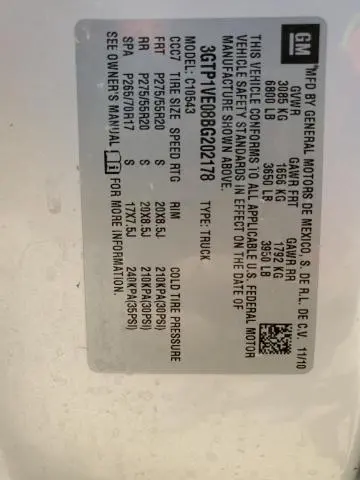 GM
MFD BY GENERAL MOTORS DE MEXICO, S. DE R.L. DE C.V. 11/10
GVWR GAWR FRT GAWR RR
3085 KG 1656 KG 1792 KG
6800 LB 3650 LB 3950 LB
THIS VEHICLE CONFORMS TO ALL APPLICABLE U.S. FEDERAL MOTOR
VEHICLE SAFETY STANDARDS IN EFFECT ON THE DATE OF
MANUFACTURE SHOWN ABOVE.
3GTP1VE08BG202178 TYPE: TRUCK
MODEL: C10543
CCC7 TIRE SIZE SPEED RTG RIM COLD TIRE PRESSURE
FRT P275/55R20 S 20X8.5J 210KPA(30PSI)
RR P275/55R20 S 20X8.5J 210KPA(30PSI)
SPA P265/70R17 S 17X7.5J 240KPA(35PSI)
SEE OWNER'S MANUAL FOR MORE INFORMATION.